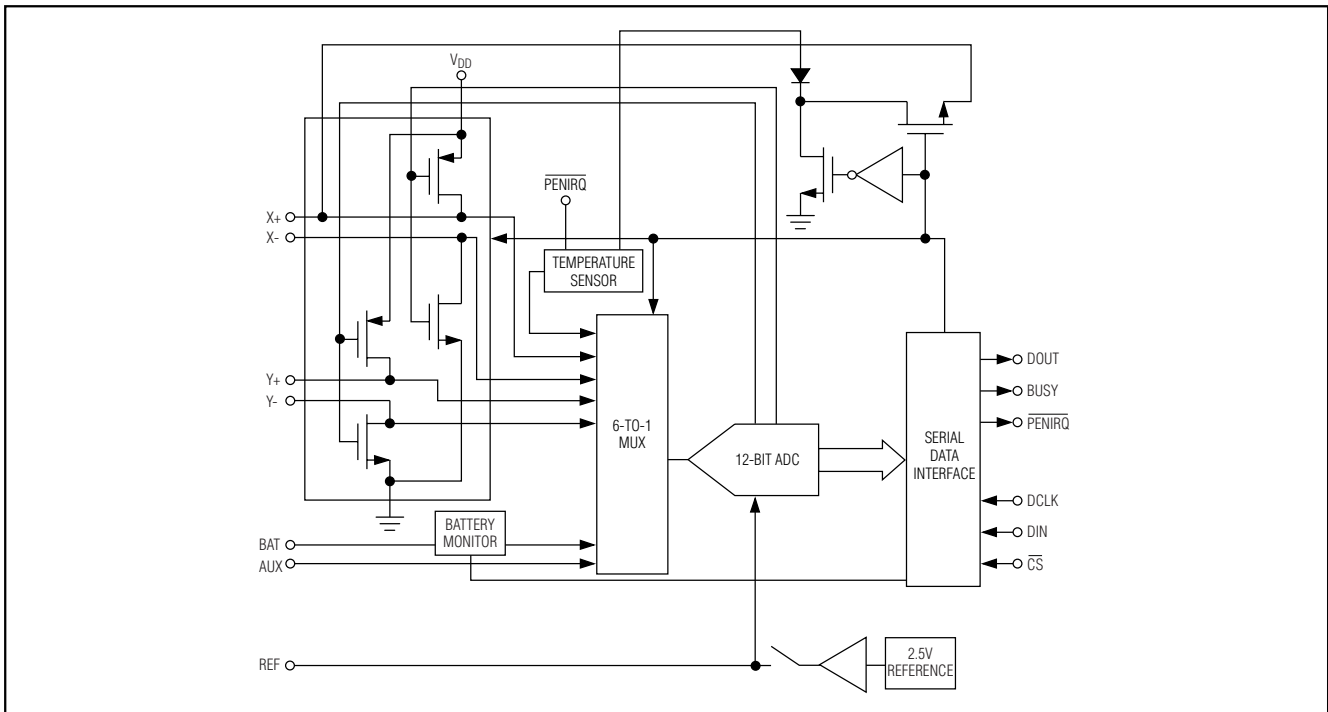 VDD
PENIRQ
X+
X-
TEMPERATURE
SENSOR
Y+
Y-
6-TO-1
MUX
12-BIT ADC
SERIAL
DATA
INTERFACE
DOUT
BUSY
PENIRQ
DCLK
DIN
CS
BAT
AUX
BATTERY
MONITOR
REF
2.5V
REFERENCE